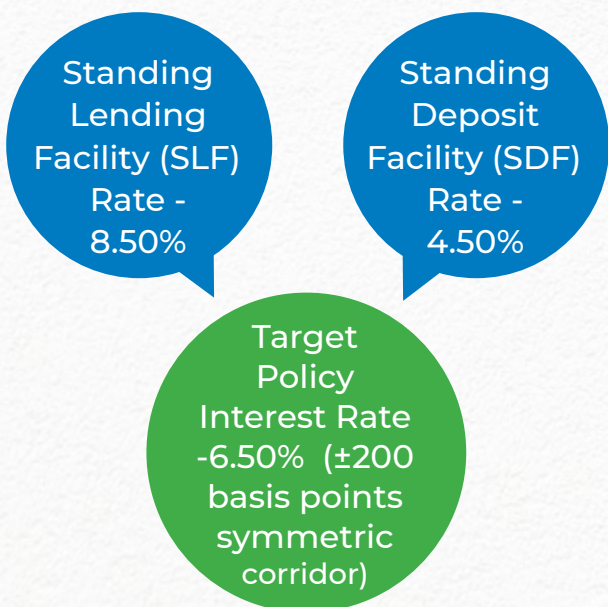 Standing
Lending
Facility (SLF)
Rate -
8.50%
Standing
Deposit
Facility (SDF)
Rate -
4.50%
Target
Policy
Interest Rate
-6.50% (±200
basis points
symmetric
corridor)